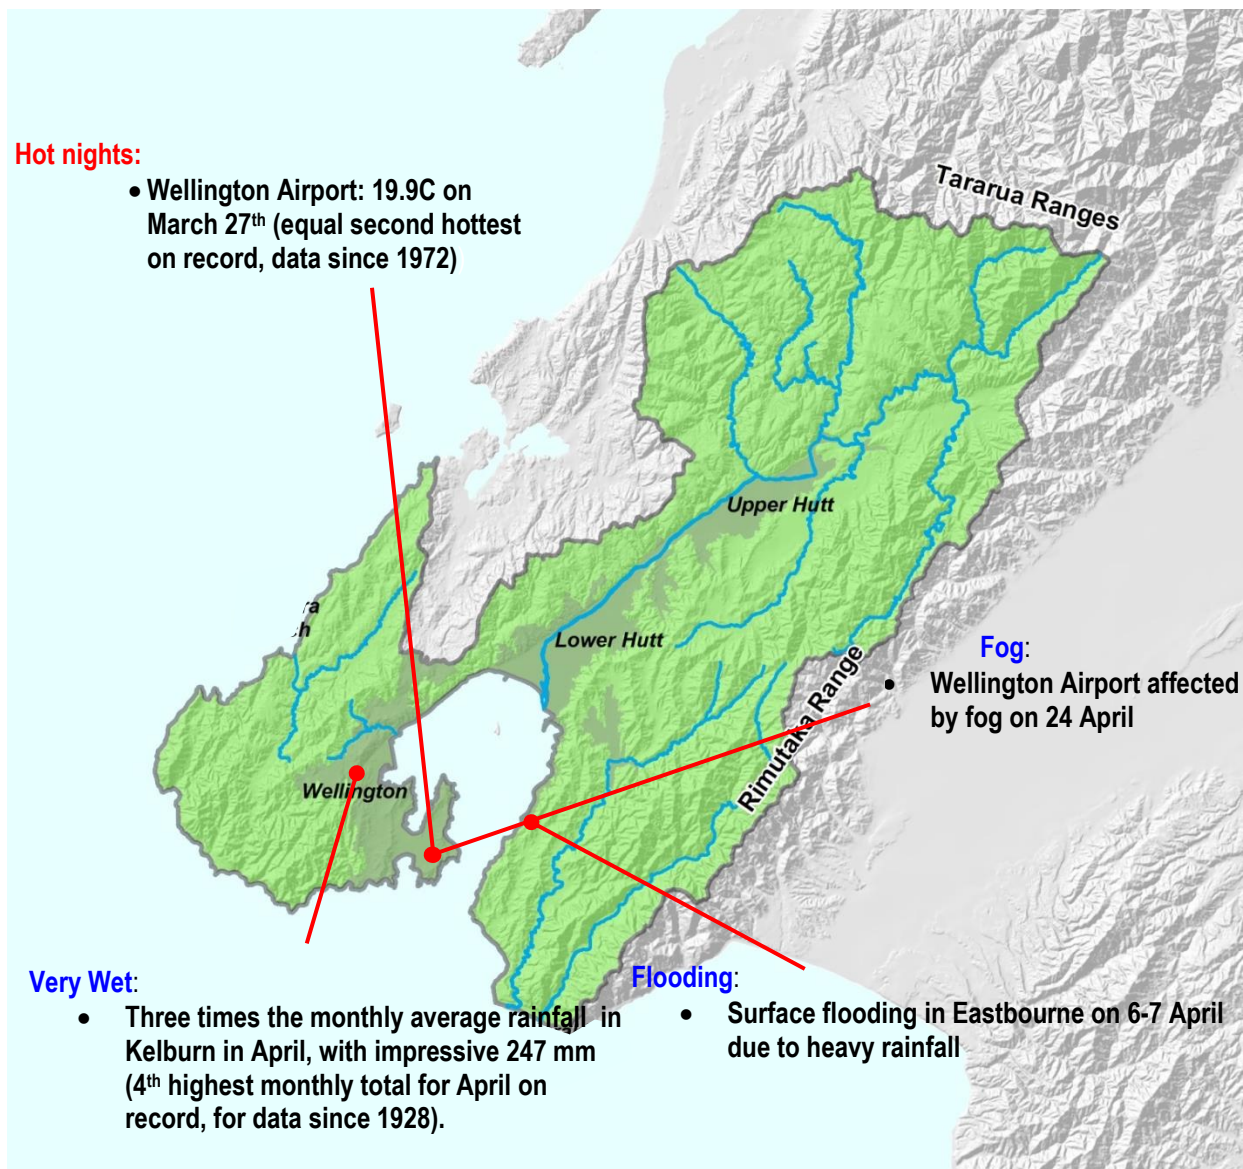 Tararua Ranges
Hot nights:
• Wellington Airport: 19.9C on
March 27th (equal second hottest
on record, data since 1972)
Upper Hutt
Lower Hutt
Rimutaka Range
Fog:
• Wellington Airport affected
by fog on 24 April
Wellington
Very Wet:
• Three times the monthly average rainfall in
Kelburn in April, with impressive 247 mm
(4th highest monthly total for April on
record, for data since 1928).
Flooding:
• Surface flooding in Eastbourne on 6-7 April
due to heavy rainfall